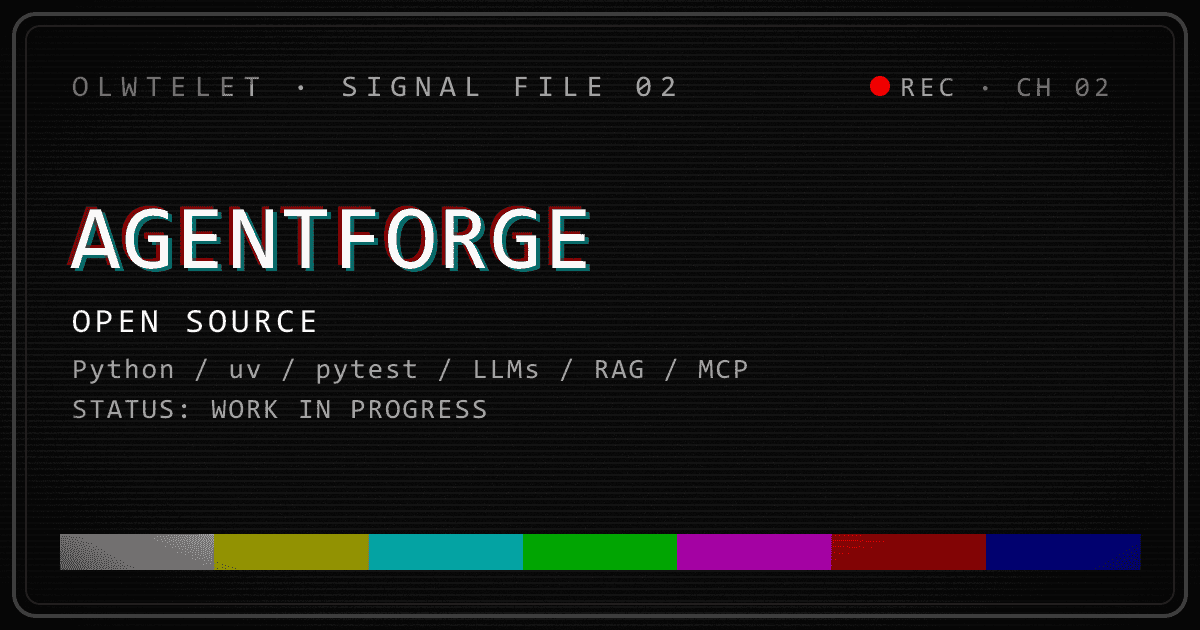 OLWTELET · SIGNAL FILE 02
REC · CH 02
AGENTFORGE
OPEN SOURCE
Python / uv / pytest / LLMs / RAG / MCP
STATUS: WORK IN PROGRESS